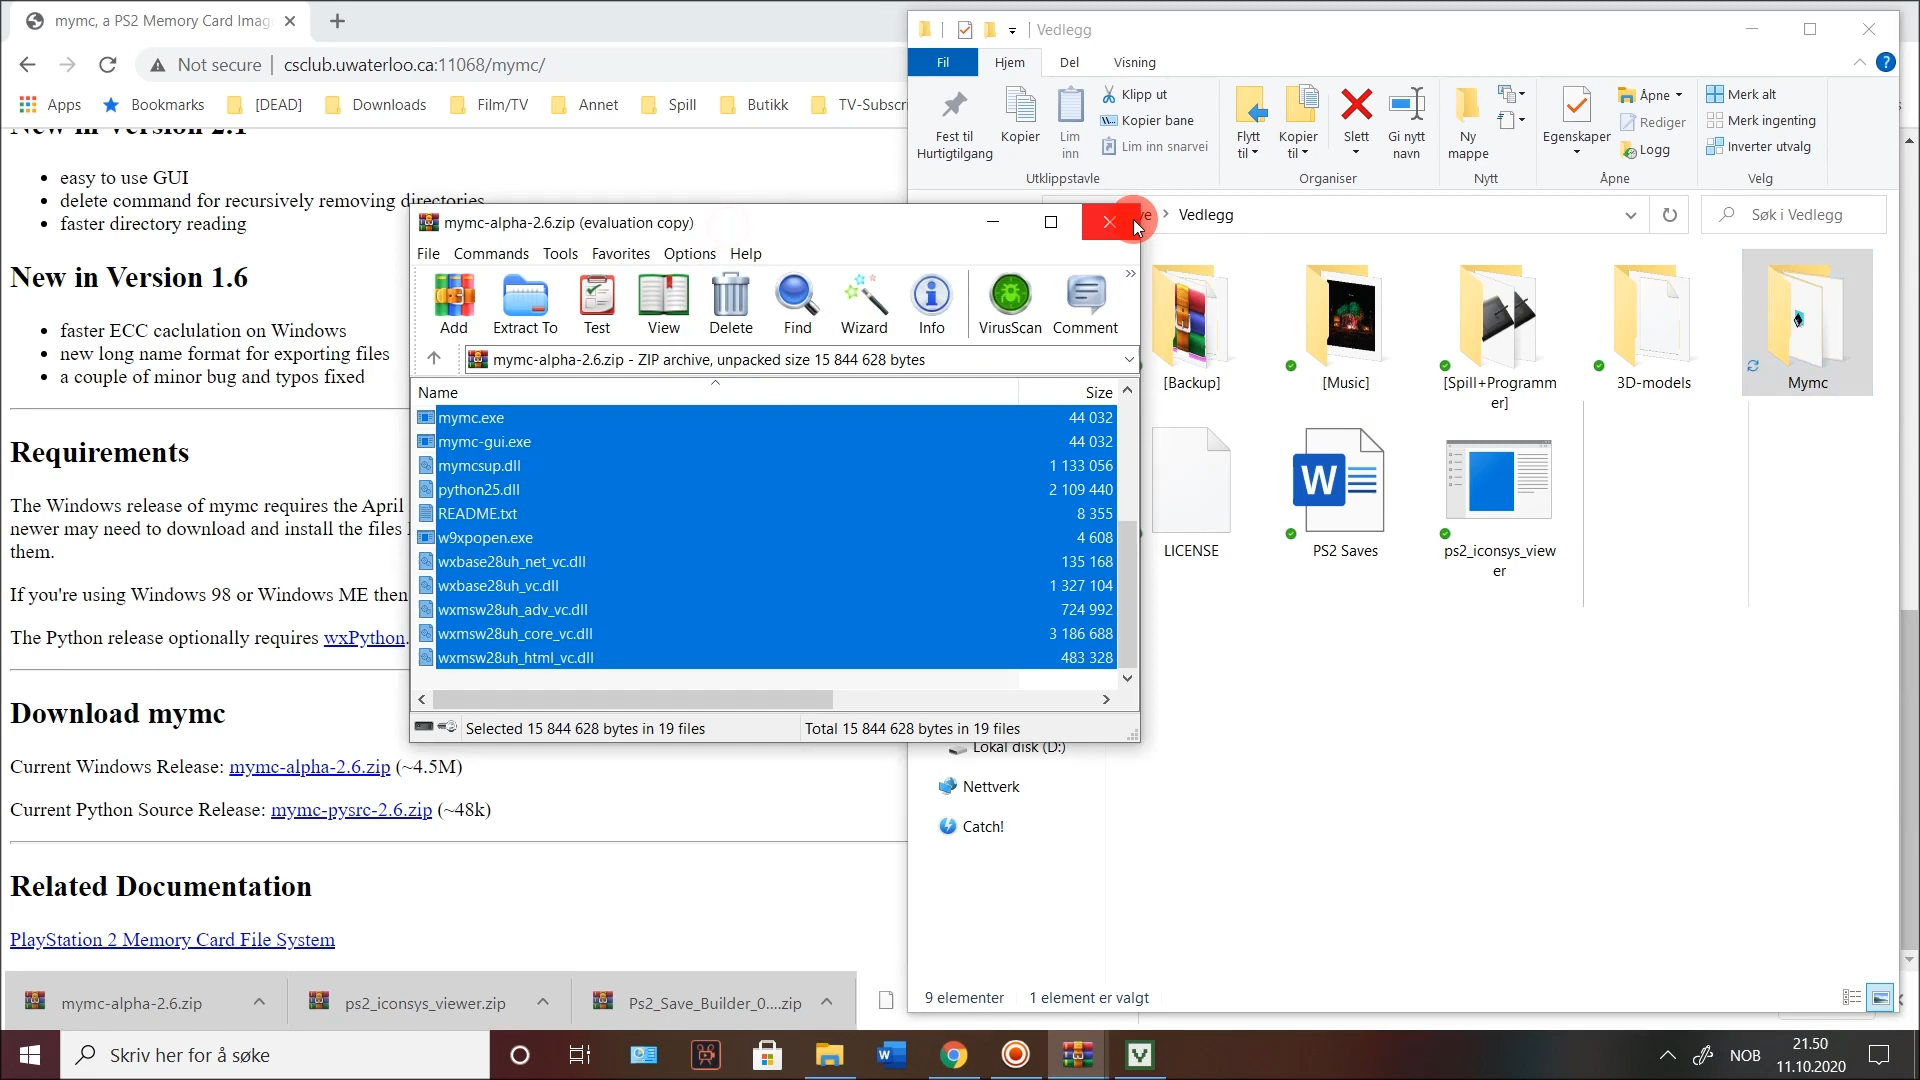 mymc, a PS2 Memory Card Imag
Not secure
csclub.uwaterloo.ca:11068/mymc/
Apps
Bookmarks
[DEAD]
Downloads
Film/TV
Annet
Spill
Butikk
TV-Subscr
New in Version 2.1
easy to use GUI
delete command for recursively removing directories
faster directory reading
New in Version 1.6
faster ECC caclulation on Windows
new long name format for exporting files
a couple of minor bug and typos fixed
Requirements
The Windows release of mymc requires the April
newer may need to download and install the files
them.
If you're using Windows 98 or Windows ME then
The Python release optionally requires wxPython.
Download mymc
Current Windows Release: mymc-alpha-2.6.zip (~4.5M)
Current Python Source Release: mymc-pysrc-2.6.zip (~48k)
Related Documentation
PlayStation 2 Memory Card File System
mymc-alpha-2.6.zip
ps2_iconsys_viewer.zip
Ps2_Save_Builder_0....zip
mymc-alpha-2.6.zip (evaluation copy)
File
Commands
Tools
Favorites
Options
Help
Add
Extract To
Test
View
Delete
Find
Wizard
Info
VirusScan
Comment
mymc-alpha-2.6.zip - ZIP archive, unpacked size 15 844 628 bytes
Name
Size
mymc.exe 44 032
mymc-gui.exe 44 032
mymcsup.dll 1 133 056
python25.dll 2 109 440
README.txt 8 355
w9xpopen.exe 4 608
wxbase28uh_net_vc.dll 135 168
wxbase28uh_vc.dll 1 327 104
wxmsw28uh_adv_vc.dll 724 992
wxmsw28uh_core_vc.dll 3 186 688
wxmsw28uh_html_vc.dll 483 328
Selected 15 844 628 bytes in 19 files
Total 15 844 628 bytes in 19 files
Vedlegg
Fil
Hjem
Del
Visning
Fest til
Hurtigtilgang
Kopier
Lim
inn
Klipp ut
Kopier bane
Lim inn snarvei
Utklippstavle
Flytt
til
Kopier
til
Slett
Gi nytt
navn
Organiser
Ny
mappe
Nytt
Egenskaper
Åpne
Rediger
Logg
Åpne
Merk alt
Merk ingenting
Inverter utvalg
Velg
Vedlegg
Søk i Vedlegg
[Backup]
[Music]
[Spill+Programm
er]
3D-models
Mymc
LICENSE
PS2 Saves
ps2_iconsys_view
er
Lokal disk (D:)
Nettverk
Catch!
9 elementer
1 element er valgt
Skriv her for å søke
NOB
21.50
11.10.2020